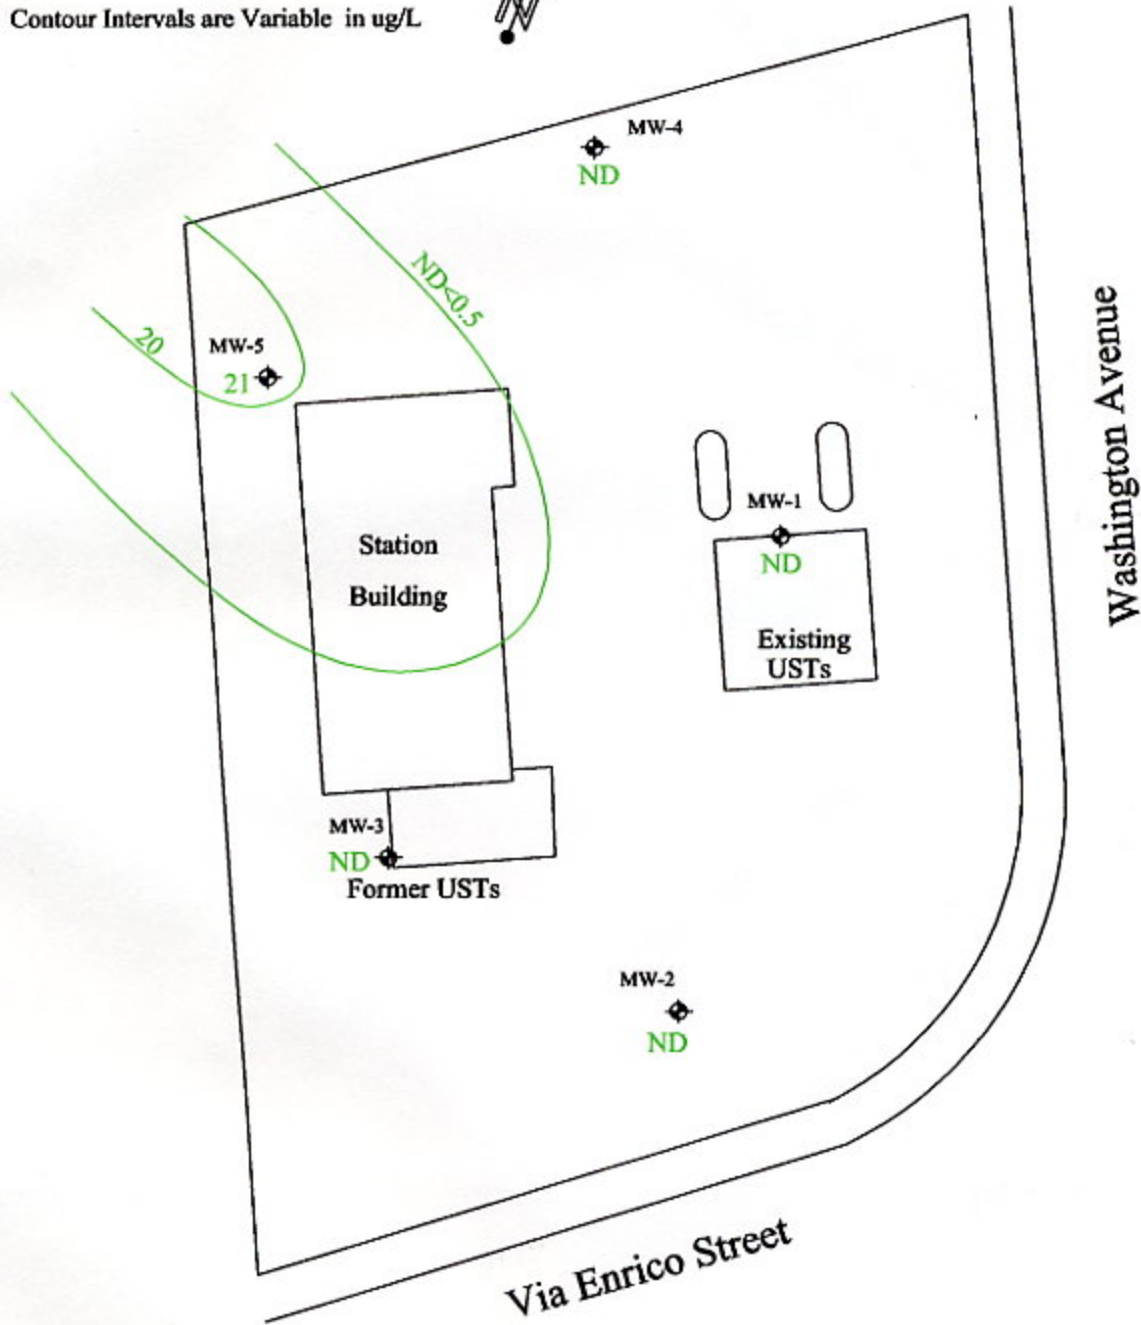 Contour Intervals are Variable in ug/L
MW-4
ND
ND<0.5
20
MW-5
21
MW-1
ND
Station
Building
Existing
USTs
Washington Avenue
MW-3
ND
Former USTs
MW-2
ND
Via Enrico Street